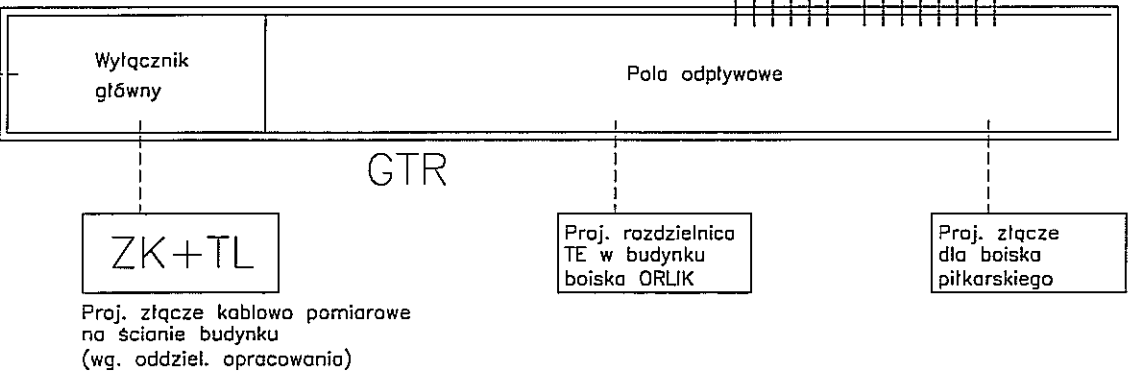 Wyłącznik
główny
Pola odpływowe
GTR
ZK+TL
Proj. rozdzielnica
TE w budynku
boiska ORLIK
Proj. złącze
dla boiska
piłkarskiego
Proj. złącze kablowo pomiarowe
na ścianie budynku
(wg. oddziel. opracowania)